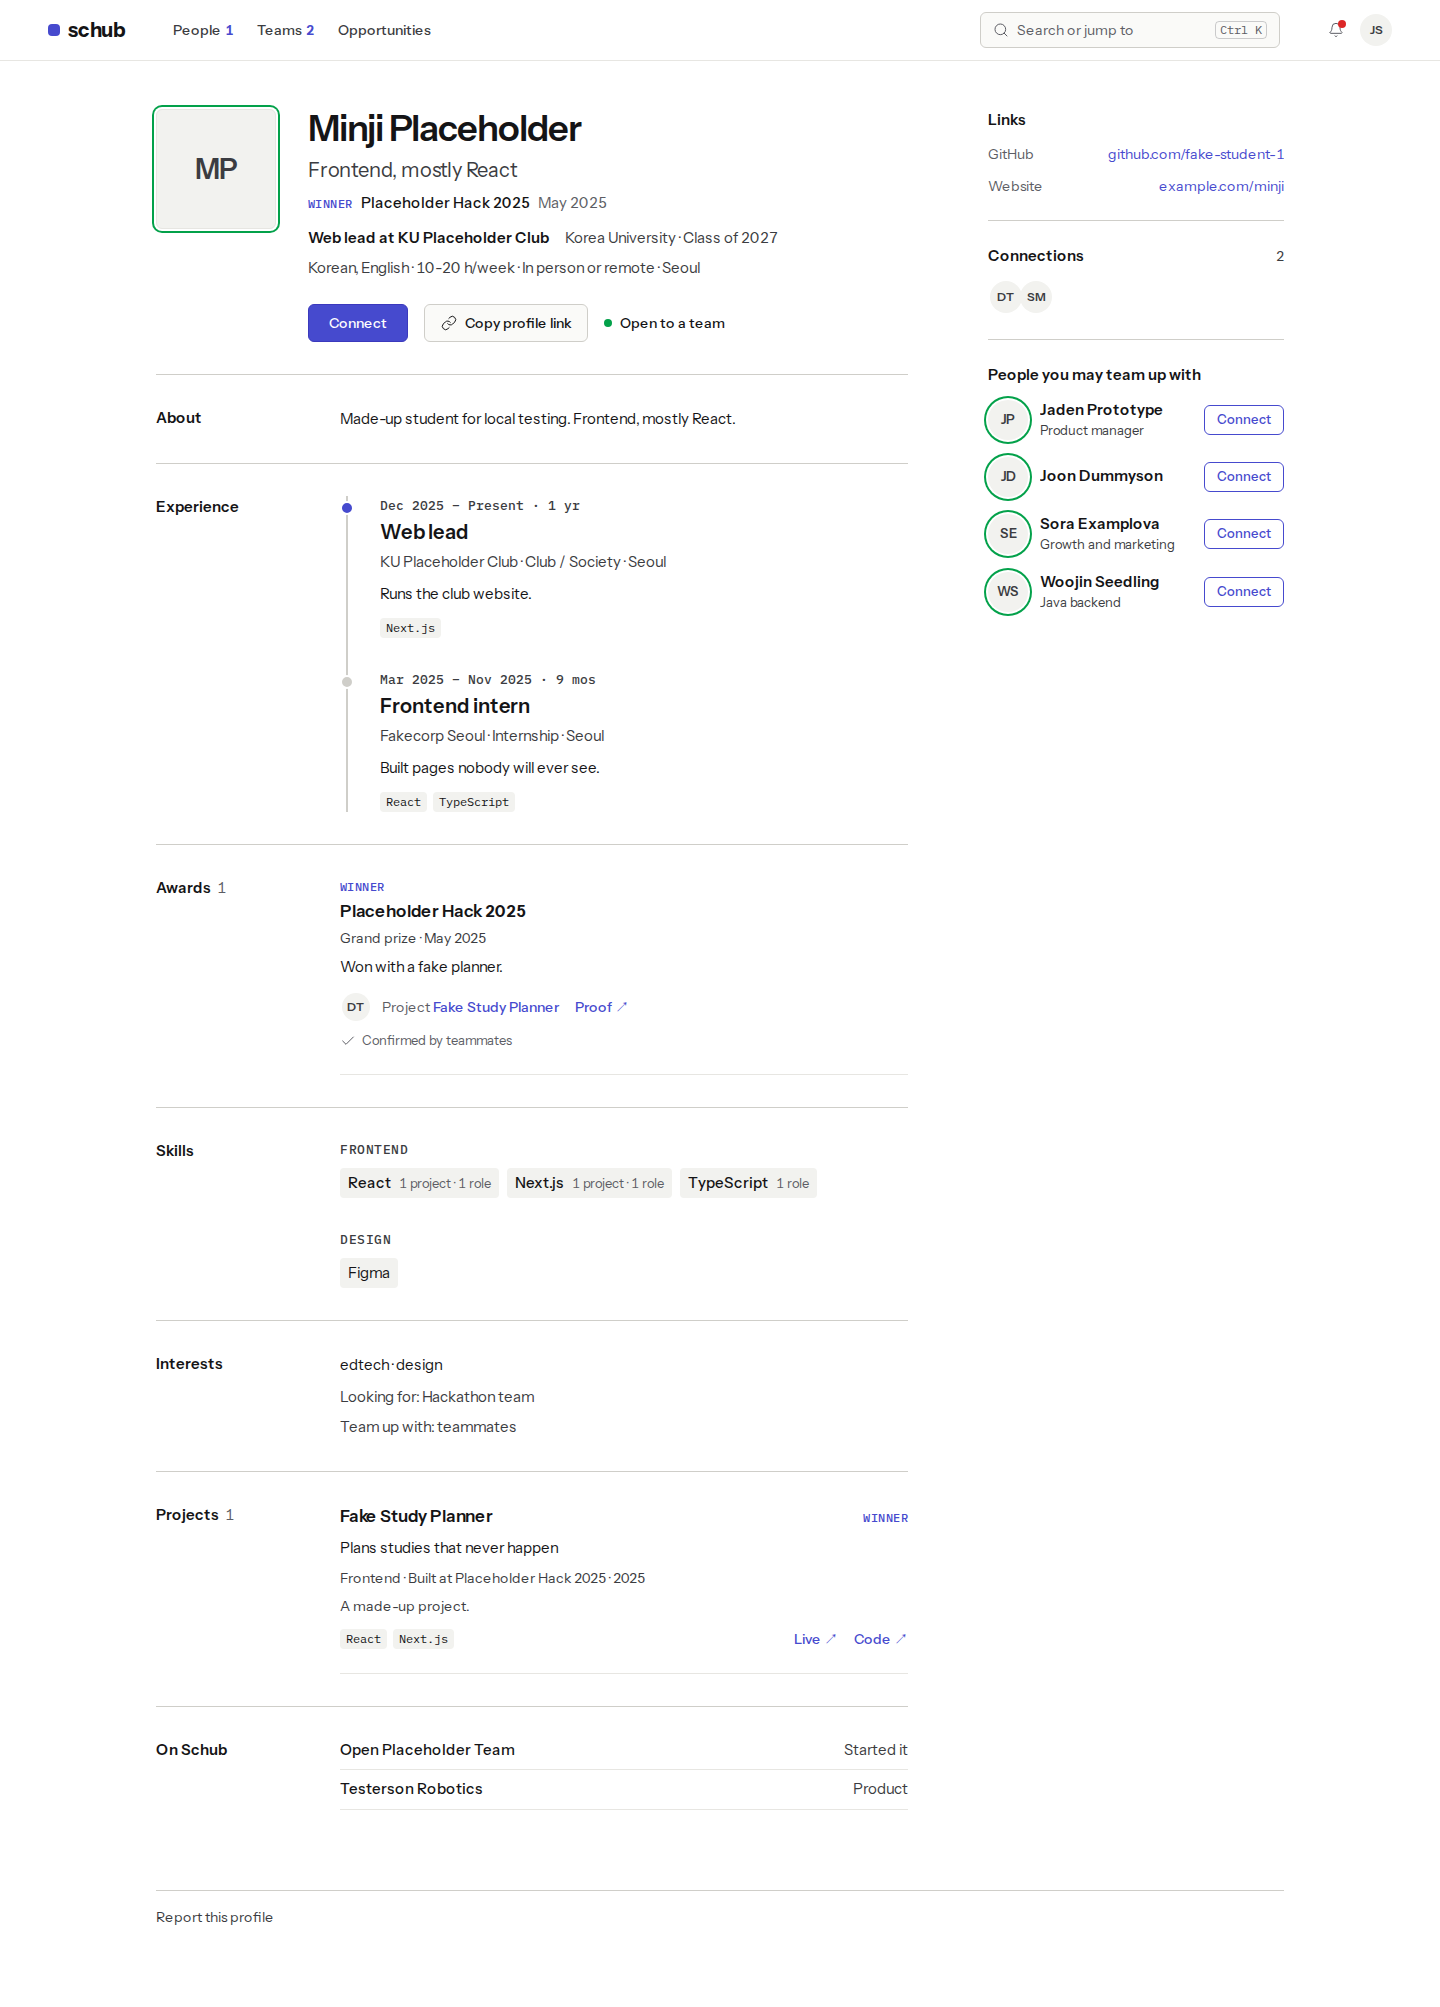 schub People 1 Teams 2 Opportunities Search or jump to Ctrl K JS
MP
Minji Placeholder
Frontend, mostly React
WINNER Placeholder Hack 2025 May 2025
Web lead at KU Placeholder Club Korea University · Class of 2027
Korean, English · 10-20 h/week · In person or remote · Seoul
Connect Copy profile link Open to a team
About
Made-up student for local testing. Frontend, mostly React.
Experience
Dec 2025 – Present · 1 yr
Web lead
KU Placeholder Club · Club / Society · Seoul
Runs the club website.
Next.js
Mar 2025 – Nov 2025 · 9 mos
Frontend intern
Fakecorp Seoul · Internship · Seoul
Built pages nobody will ever see.
React TypeScript
Awards 1
WINNER
Placeholder Hack 2025
Grand prize · May 2025
Won with a fake planner.
DT Project Fake Study Planner Proof ↗
Confirmed by teammates
Skills
FRONTEND
React 1 project · 1 role Next.js 1 project · 1 role TypeScript 1 role
DESIGN
Figma
Interests
edtech · design
Looking for: Hackathon team
Team up with: teammates
Projects 1
Fake Study Planner WINNER
Plans studies that never happen
Frontend · Built at Placeholder Hack 2025 · 2025
A made-up project.
React Next.js Live ↗ Code ↗
On Schub
Open Placeholder Team Started it
Testerson Robotics Product
Links
GitHub github.com/fake-student-1
Website example.com/minji
Connections 2
DT SM
People you may team up with
JP Jaden Prototype Connect
Product manager
JD Joon Dummyson Connect
SE Sora Examplova Connect
Growth and marketing
WS Woojin Seedling Connect
Java backend
Report this profile